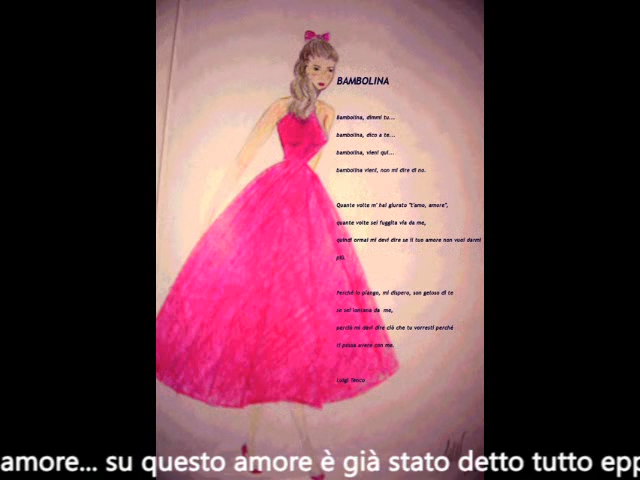 BAMBOLINA
Bambolina, dimmi tu...
bambolina, dico a te...
bambolina, vieni qui...
bambolina vieni, non mi dire di no.
Quante volte m' hai giurato "t'amo, amore",
quante volte sei fuggita via da me,
quindi ormai mi devi dire se il tuo amore non vuoi darmi
più.
Perchè io piango, mi dispero, son geloso di te
se sei lontana da me,
perciò mi devi dire ciò che tu vorresti perché
ti possa avere con me.
Luigi
amore... su questo amore è già stato detto tutto epp